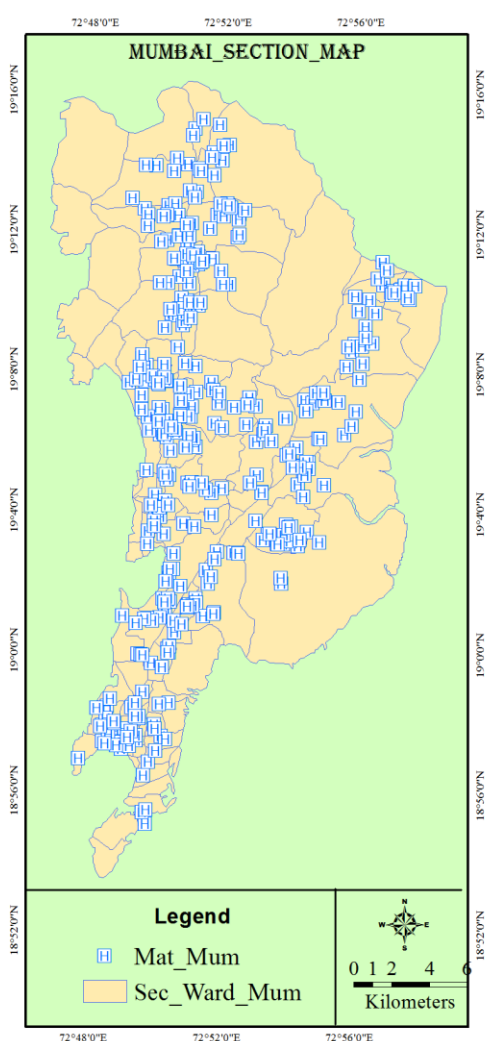 72°48'0"E 72°52'0"E 72°56'0"E
MUMBAI_SECTION_MAP
19°16'0"N 19°16'0"N
19°12'0"N 19°12'0"N
19°8'0"N 19°8'0"N
19°4'0"N 19°4'0"N
19°0'0"N 19°0'0"N
18°56'0"N 18°56'0"N
18°52'0"N 18°52'0"N
Legend
H Mat_Mum
Sec_Ward_Mum
N
W E
S
0 1 2 4 6
Kilometers
72°48'0"E 72°52'0"E 72°56'0"E